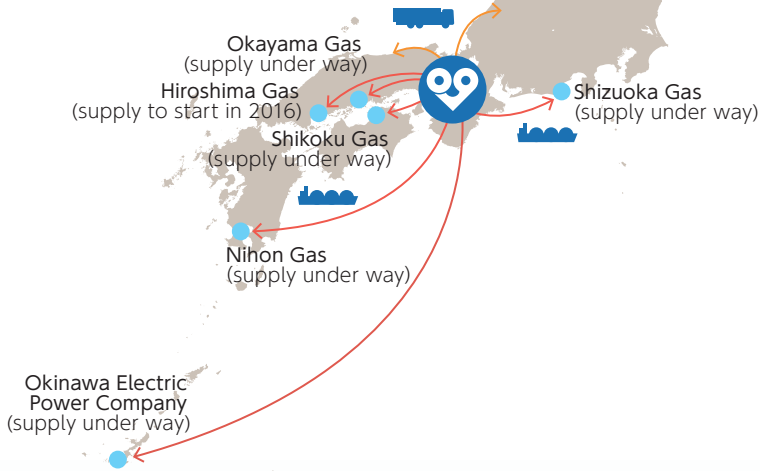 Okayama Gas
(supply under way)
Hiroshima Gas
(supply to start in 2016)
Shikoku Gas
(supply under way)
Shizuoka Gas
(supply under way)
Nihon Gas
(supply under way)
Okinawa Electric
Power Company
(supply under way)